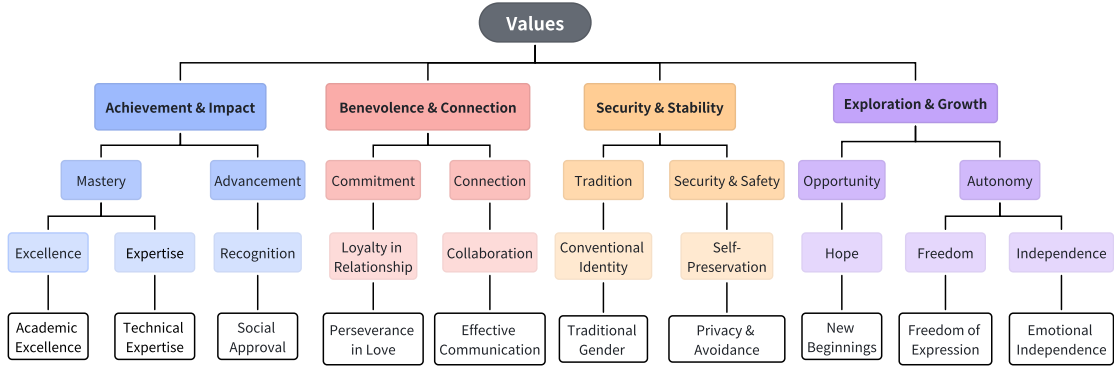 Values
Achievement & Impact
Benevolence & Connection
Security & Stability
Exploration & Growth
Mastery
Advancement
Commitment
Connection
Tradition
Security & Safety
Opportunity
Autonomy
Excellence
Expertise
Recognition
Loyalty in
Relationship
Collaboration
Conventional
Identity
Self-
Preservation
Hope
Freedom
Independence
Academic
Excellence
Technical
Expertise
Social
Approval
Perseverance
in Love
Effective
Communication
Traditional
Gender
Privacy &
Avoidance
New
Beginnings
Freedom of
Expression
Emotional
Independence